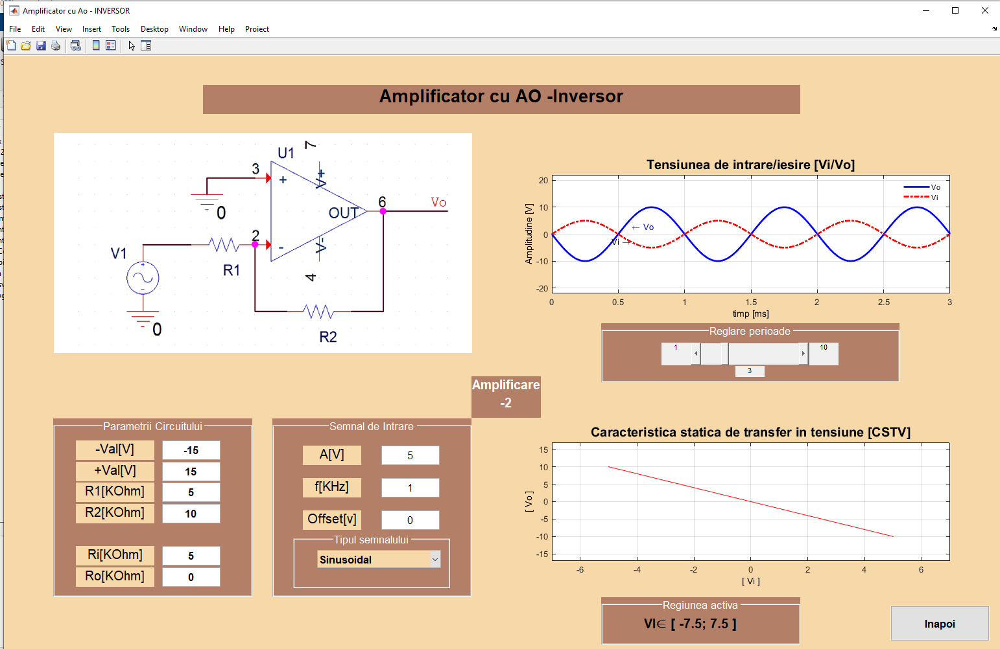 Amplificator cu Ao - INVERSOR
File Edit View Insert Tools Desktop Window Help Proiect
Amplificator cu AO -Inversor
7
U1
3
+
V+
0
OUT
6
Vo
2
-
V-
V1
R1
4
+
-
0
R2
Tensiunea de intrare/iesire [Vi/Vo]
Amplitudine [V]
20
10
0
-10
-20
Vo
Vi
← Vo
Vi →
0 0.5 1 1.5 2 2.5 3
timp [ms]
Reglare perioade
1 10
3
Amplificare
-2
Parametrii Circuitului
-Val[V] -15
+Val[V] 15
R1[KOhm] 5
R2[KOhm] 10
Ri[KOhm] 5
Ro[KOhm] 0
Semnal de Intrare
A[V] 5
f[KHz] 1
Offset[v] 0
Tipul semnalului
Sinusoidal
Caracteristica statica de transfer in tensiune [CSTV]
[ Vo ]
15
10
5
0
-5
-10
-15
-6 -4 -2 0 2 4 6
[ Vi ]
Regiunea activa
VI∈ [ -7.5; 7.5 ]
Inapoi